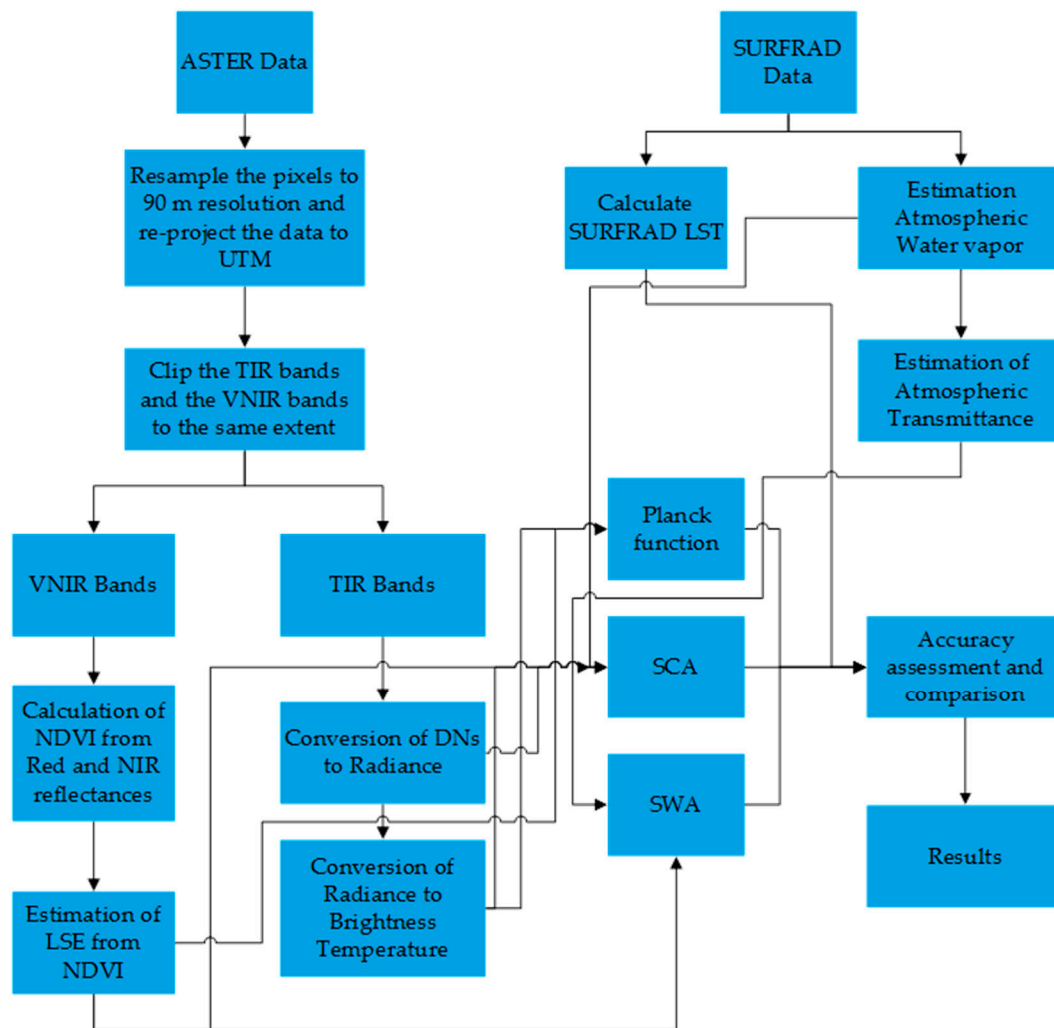 ASTER Data
SURFRAD
Data
Resample the pixels to
90 m resolution and
re-project the data to
UTM
Calculate
SURFRAD LST
Estimation
Atmospheric
Water vapor
Clip the TIR bands
and the VNIR bands
to the same extent
Estimation of
Atmospheric
Transmittance
Planck
function
VNIR Bands
TIR Bands
SCA
Accuracy
assessment and
comparison
Calculation of
NDVI from
Red and NIR
reflectances
Conversion of DNs
to Radiance
SWA
Results
Conversion of
Radiance to
Brightness
Temperature
Estimation of
LSE from
NDVI